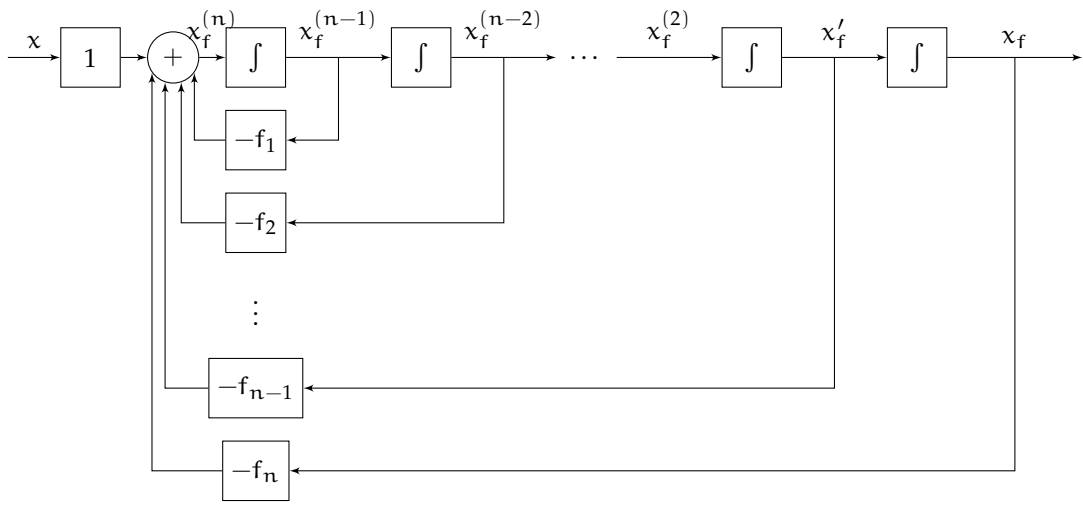 x 1 + x_f^{(n)} ∫ x_f^{(n−1)} ∫ x_f^{(n−2)} ⋯ x_f^{(2)} ∫ x_f′ ∫ x_f
−f_1
−f_2
⋮
−f_{n−1}
−f_n